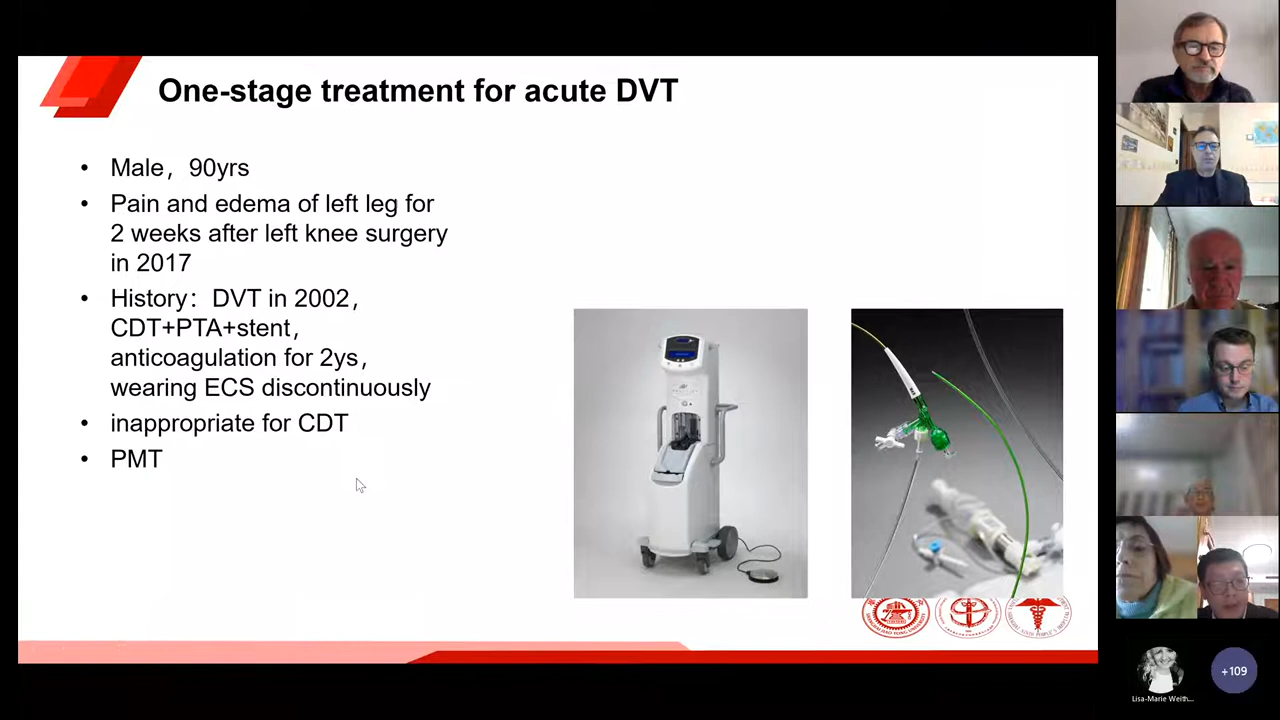 One-stage treatment for acute DVT
• Male，90yrs
• Pain and edema of left leg for
2 weeks after left knee surgery
in 2017
• History：DVT in 2002，
CDT+PTA+stent，
anticoagulation for 2ys，
wearing ECS discontinuously
• inappropriate for CDT
• PMT
Lisa-Marie Weith...
+109